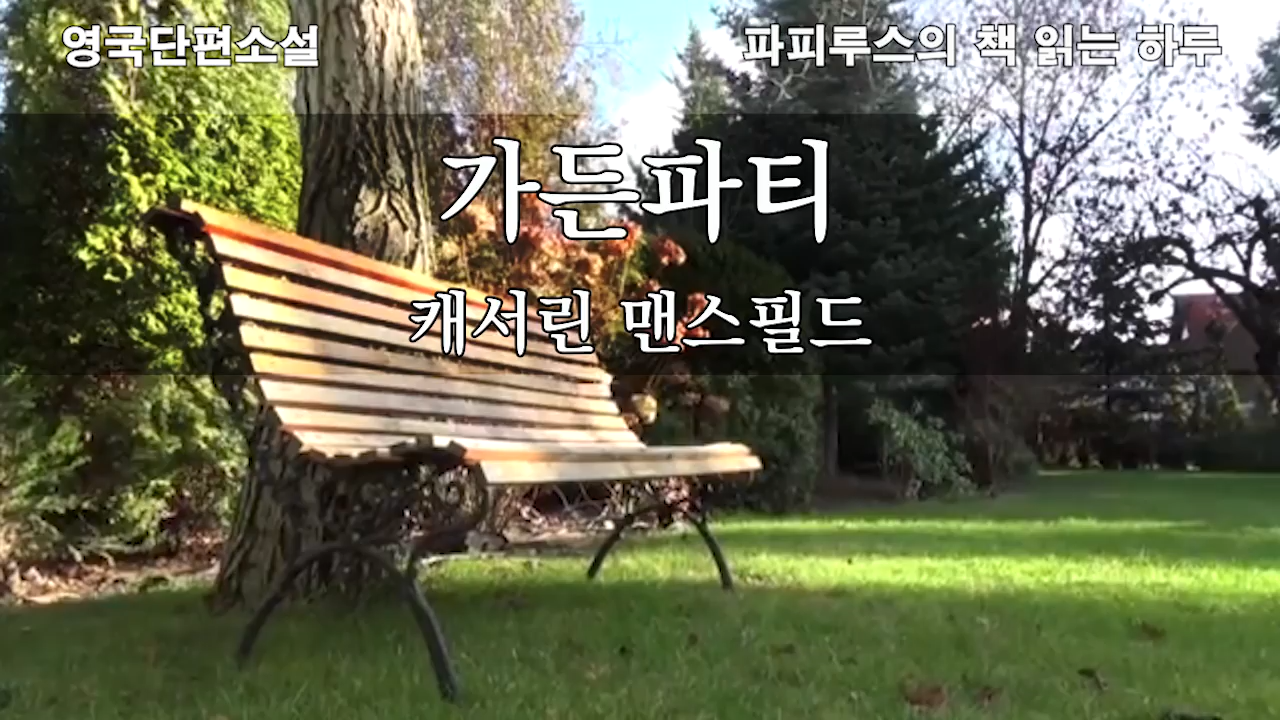 영국단편소설
파피루스의 책 읽는 하루
가든파티
캐서린 맨스필드